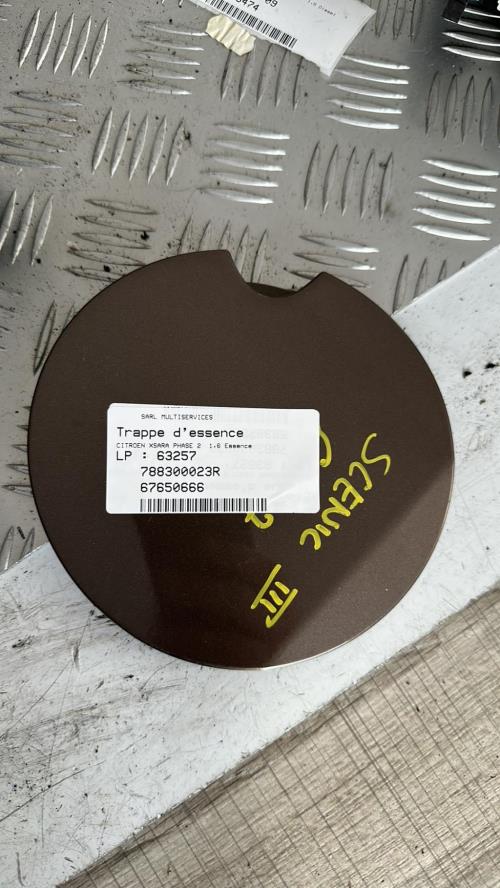 SARL MULTISERVICES
Trappe d'essence
CITROEN XSARA PHASE 2 1.6 Essence
LP : 63257
788300023R
67650666
SCENIC
III